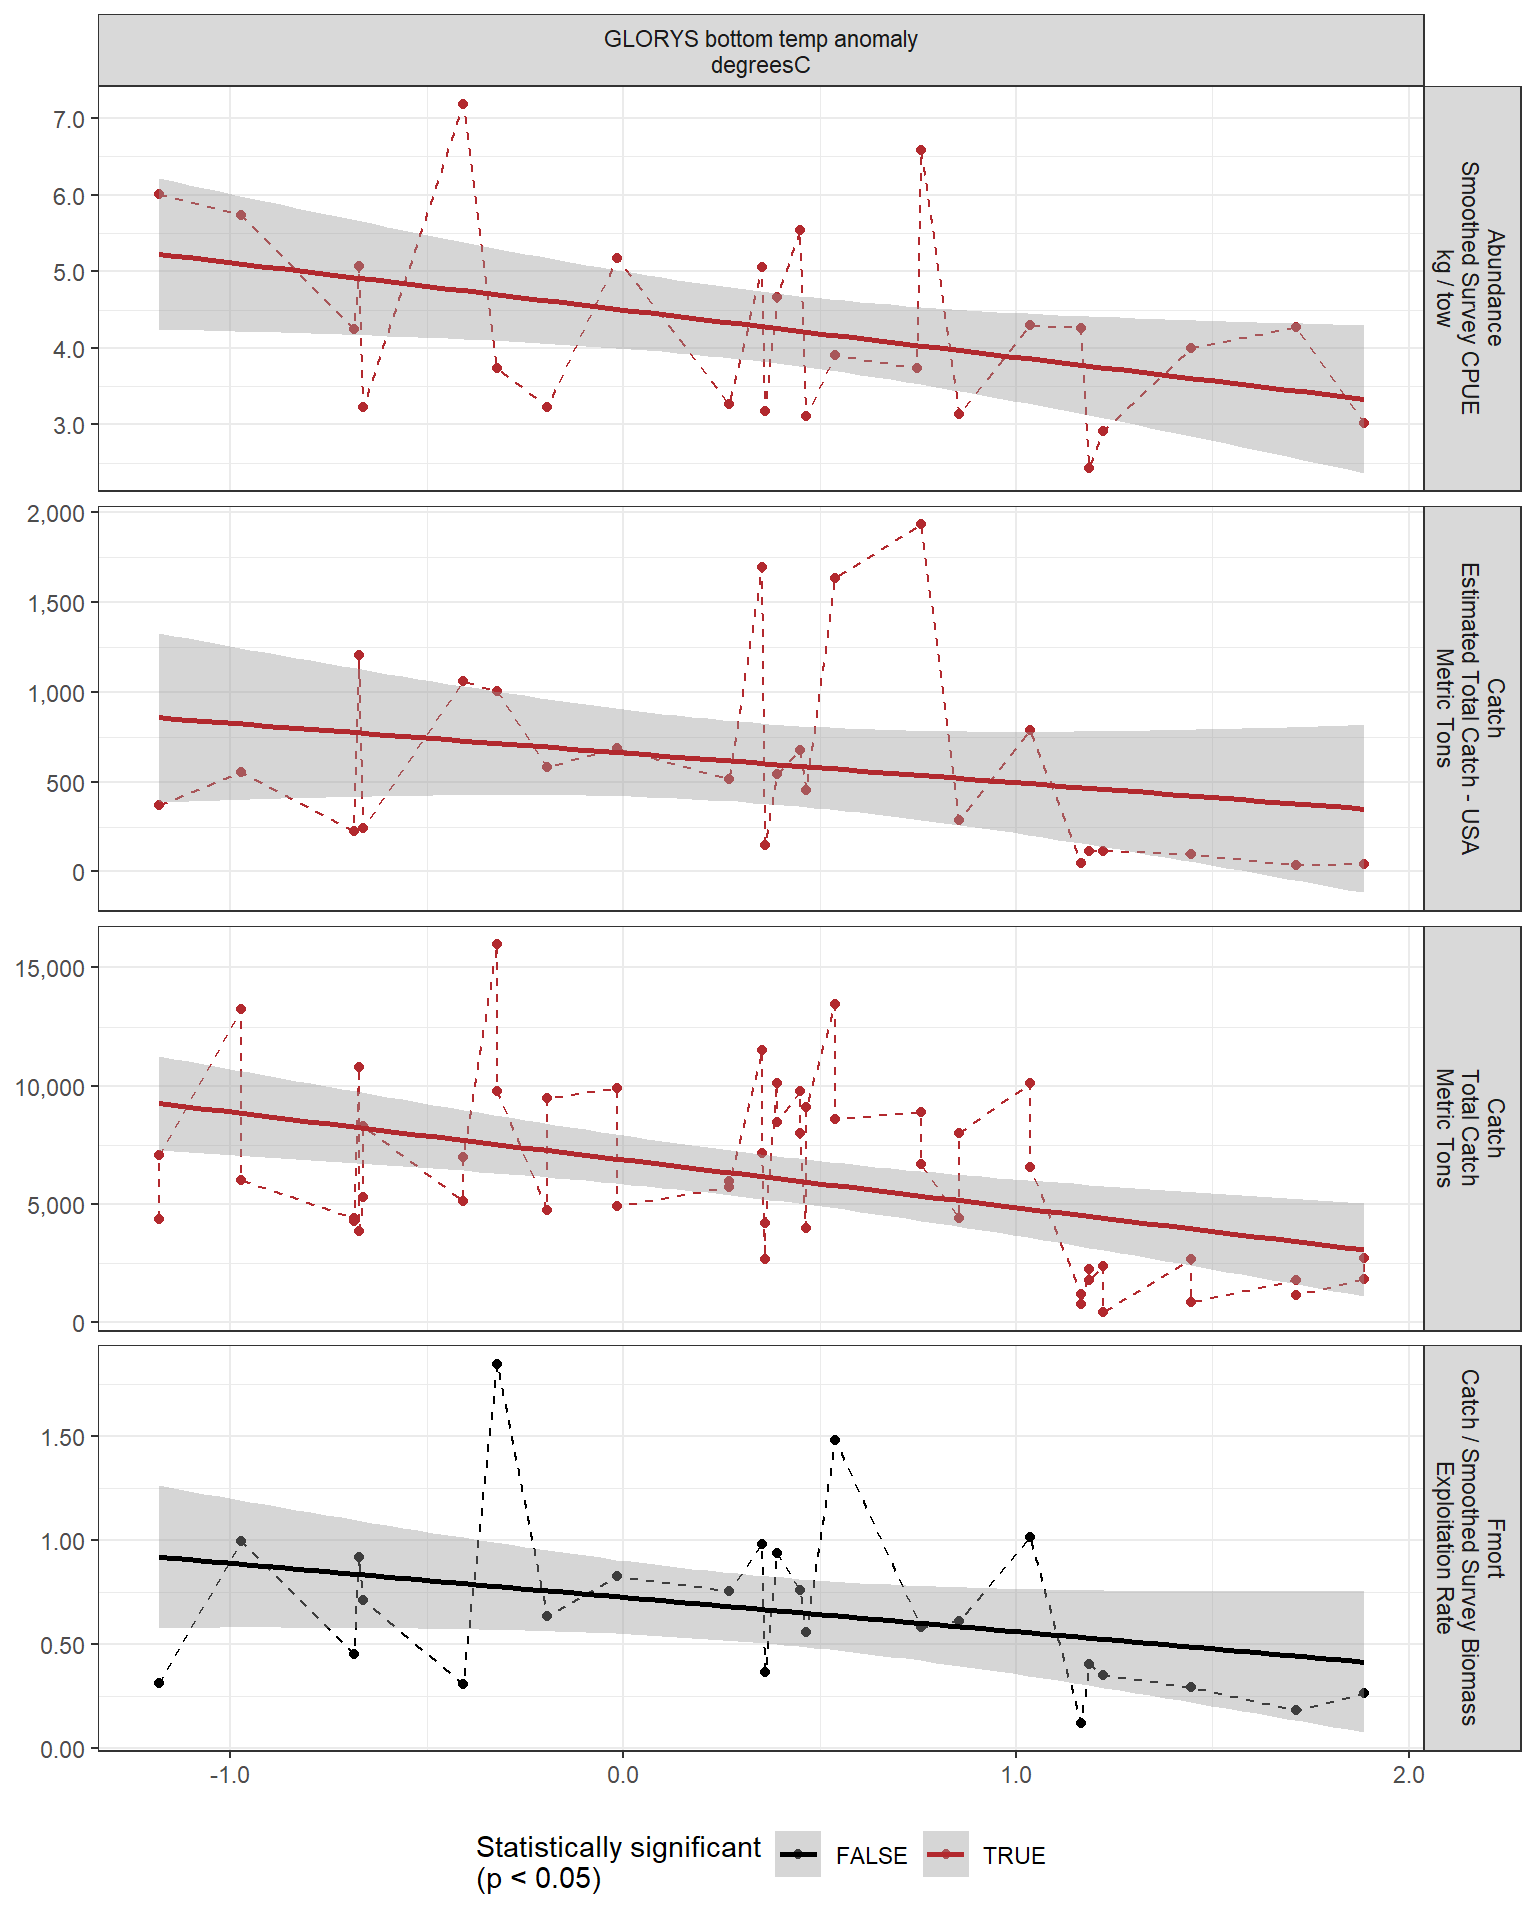 GLORYS bottom temp anomaly
degreesC
7.0
6.0
5.0
4.0
3.0
Abundance
Smoothed Survey CPUE
kg / tow
2,000
1,500
1,000
500
0
Catch
Estimated Total Catch - USA
Metric Tons
15,000
10,000
5,000
0
Catch
Total Catch
Metric Tons
1.50
1.00
0.50
0.00
Fmort
Catch / Smoothed Survey Biomass
Exploitation Rate
-1.0
0.0
1.0
2.0
Statistically significant
(p < 0.05)
FALSE
TRUE